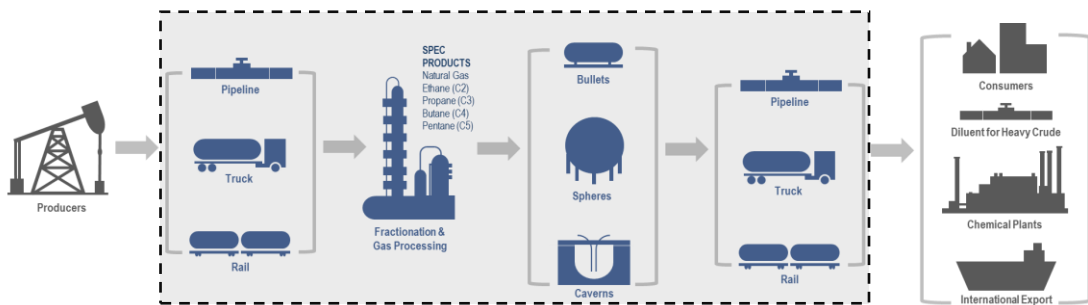 Producers
Pipeline
Truck
Rail
SPEC
PRODUCTS
Natural Gas
Ethane (C2)
Propane (C3)
Butane (C4)
Pentane (C5)
Fractionation &
Gas Processing
Bullets
Spheres
Caverns
Pipeline
Truck
Rail
Consumers
Diluent for Heavy Crude
Chemical Plants
International Export